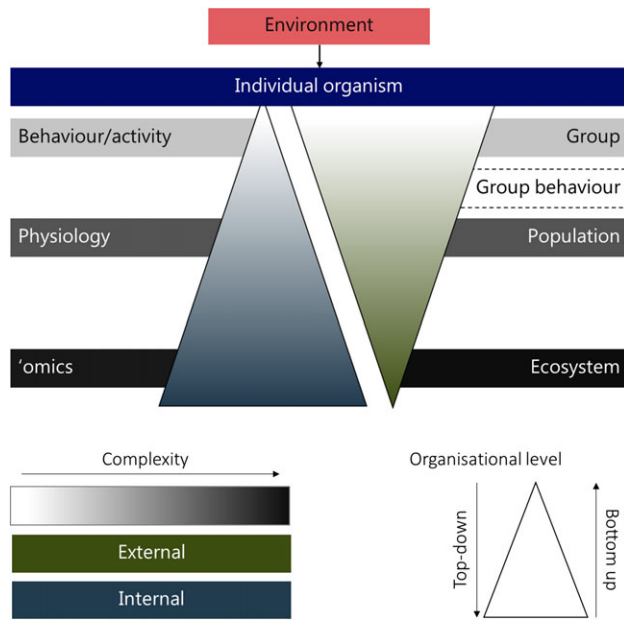 Environment
Individual organism
Behaviour/activity
Group
Group behaviour
Physiology
Population
‘omics
Ecosystem
Complexity
External
Internal
Organisational level
Top-down
Bottom up